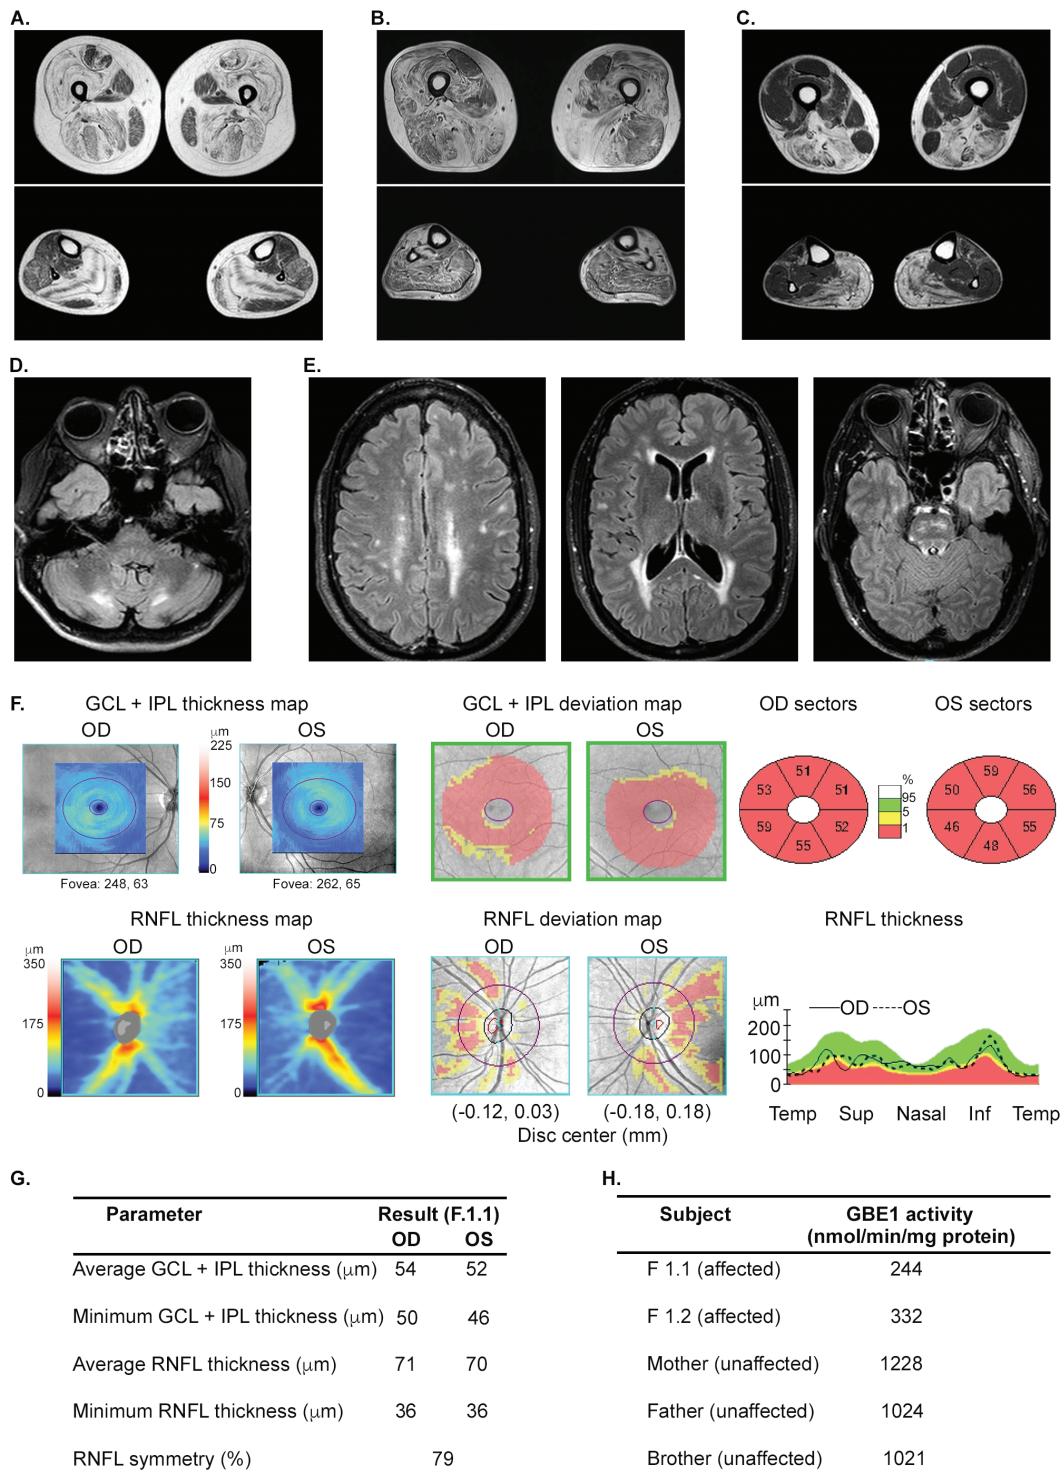 A.
B.
C.
D.
E.
F.
GCL + IPL thickness map
GCL + IPL deviation map
OD sectors
OS sectors
OD
OS
OD
OS
μm
225
150
75
0
Fovea: 248, 63
Fovea: 262, 65
51
51
52
55
59
53
%
95
5
1
59
56
55
48
46
50
RNFL thickness map
RNFL deviation map
RNFL thickness
OD
OS
OD
OS
μm
350
175
0
μm
350
175
0
(-0.12, 0.03)
(-0.18, 0.18)
Disc center (mm)
μm
OD
OS
200
100
0
Temp Sup Nasal Inf Temp
G.
Parameter Result (F.1.1)
OD OS
Average GCL + IPL thickness (μm) 54 52
Minimum GCL + IPL thickness (μm) 50 46
Average RNFL thickness (μm) 71 70
Minimum RNFL thickness (μm) 36 36
RNFL symmetry (%) 79
H.
Subject GBE1 activity
(nmol/min/mg protein)
F 1.1 (affected) 244
F 1.2 (affected) 332
Mother (unaffected) 1228
Father (unaffected) 1024
Brother (unaffected) 1021